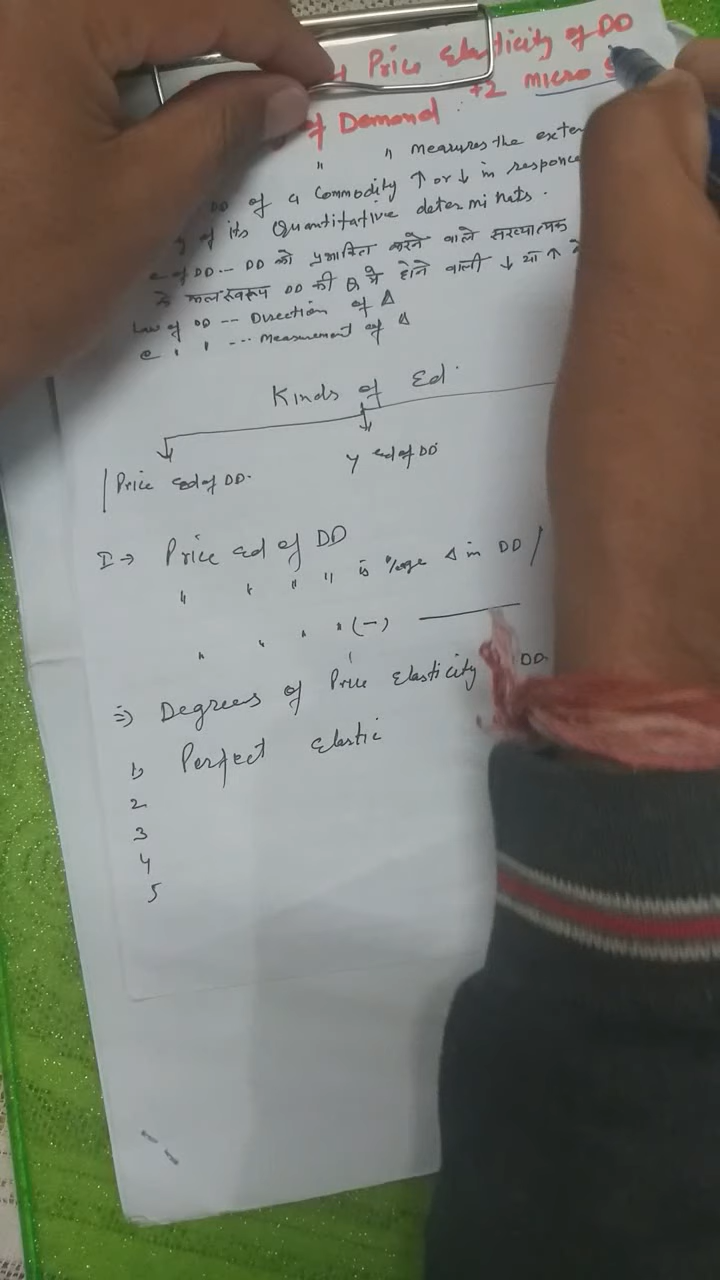 Price Elasticity of DD
of Demand +2 micro
" " measures the exte
DD of a Commodity ↑ or ↓ in responce
of its Quantitative determinats.
e of DD -- DD को प्रभावित करने वाले
के फलस्वरूप DD की Q में होने वाली ↓ या ↑
Law of DD -- Direction of Δ
e " " --- Measurement of Δ
Kinds of Ed.
Price Ed of DD. y Ed of DD
I → Price Ed of DD
" " " " is %age Δ in DD /
" " " " (-)
⇒ Degrees of Price Elasticity DD.
1) Perfect Elastic
2
3
4
5